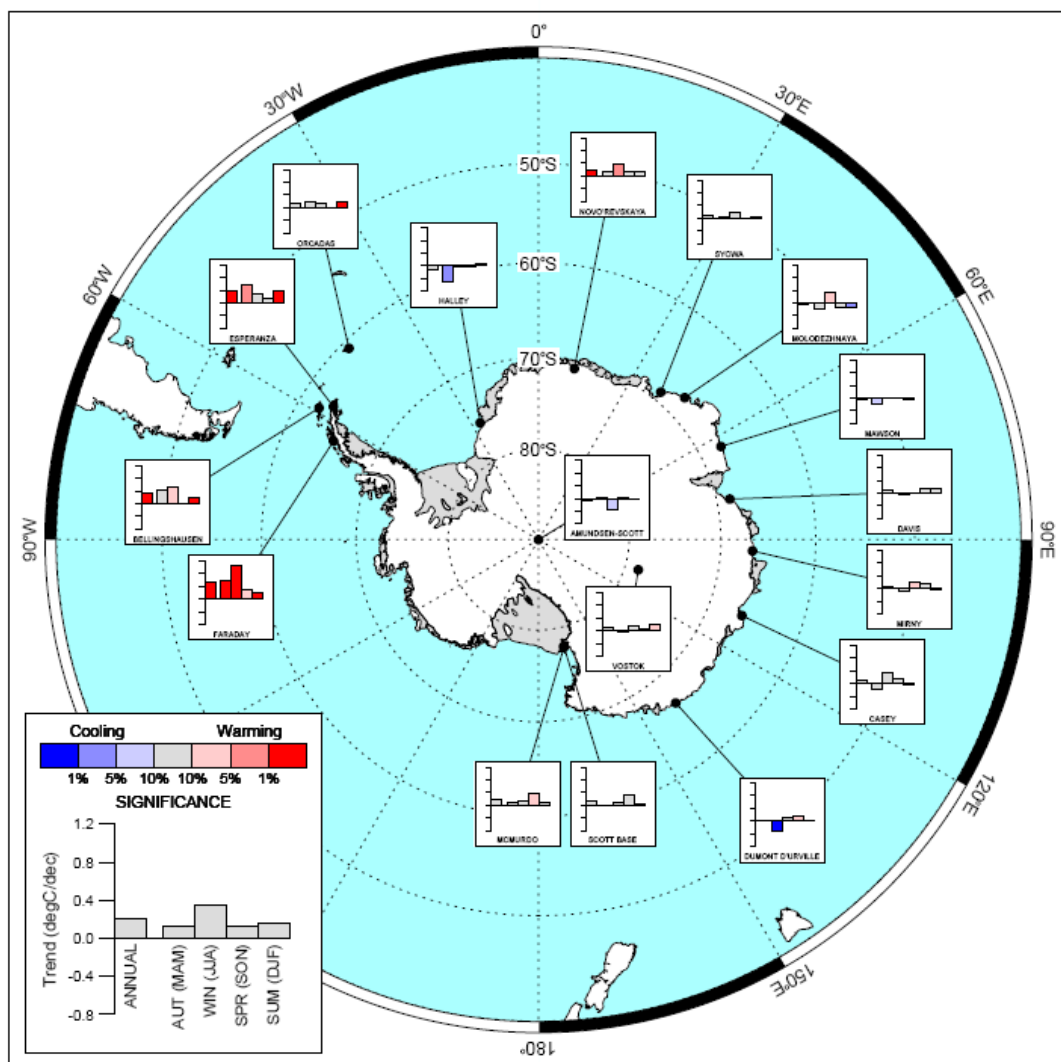 0°
30°W
30°E
50°S
NOVO'REVSKAYA
ORCADAS
SYOWA
60°W
60°E
60°S
HALLEY
ESPERANZA
MOLODEZHNAYA
70°S
MAWSON
80°S
BELLINGSHAUSEN
AMUNDSEN-SCOTT
DAVIS
90°W
90°E
FARADAY
VOSTOK
MIRNY
CASEY
Cooling Warming
1% 5% 10% 10% 5% 1%
SIGNIFICANCE
MCMURDO
SCOTT BASE
DUMONT D'URVILLE
120°E
Trend (degC/dec)
1.2
0.8
0.4
0.0
-0.4
-0.8
ANNUAL
AUT (MAM)
WIN (JJA)
SPR (SON)
SUM (DJF)
150°E
180°